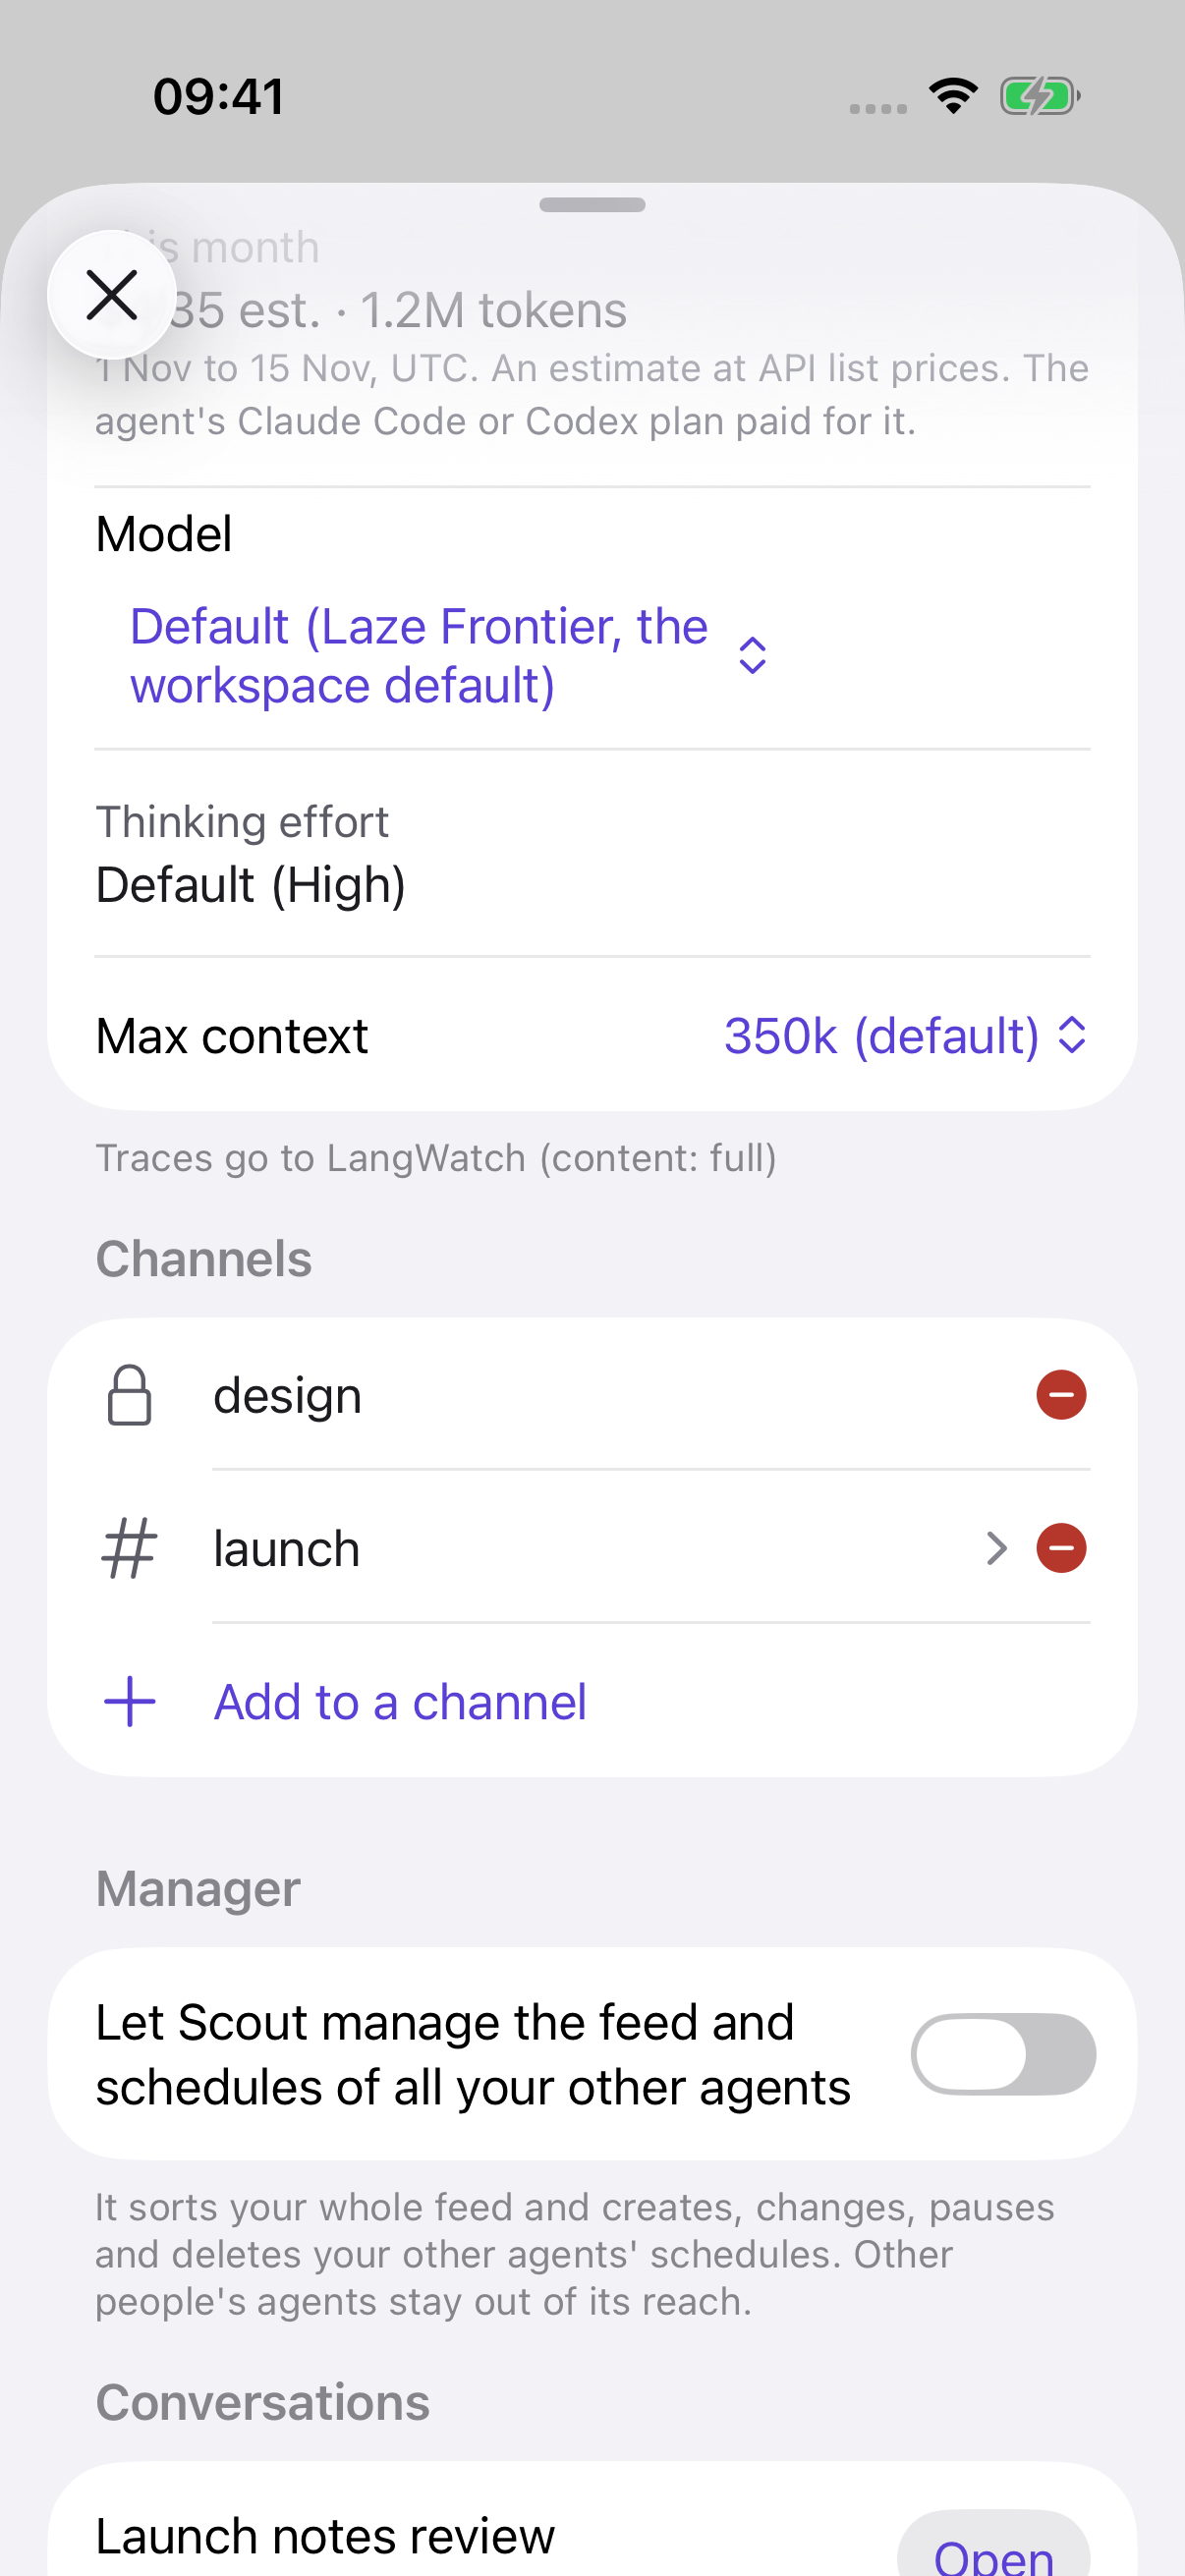 09:41
is month
35 est. · 1.2M tokens
1 Nov to 15 Nov, UTC. An estimate at API list prices. The
agent's Claude Code or Codex plan paid for it.
Model
Default (Laze Frontier, the
workspace default)
Thinking effort
Default (High)
Max context 350k (default)
Traces go to LangWatch (content: full)
Channels
design
launch
Add to a channel
Manager
Let Scout manage the feed and
schedules of all your other agents
It sorts your whole feed and creates, changes, pauses
and deletes your other agents' schedules. Other
people's agents stay out of its reach.
Conversations
Launch notes review
Open